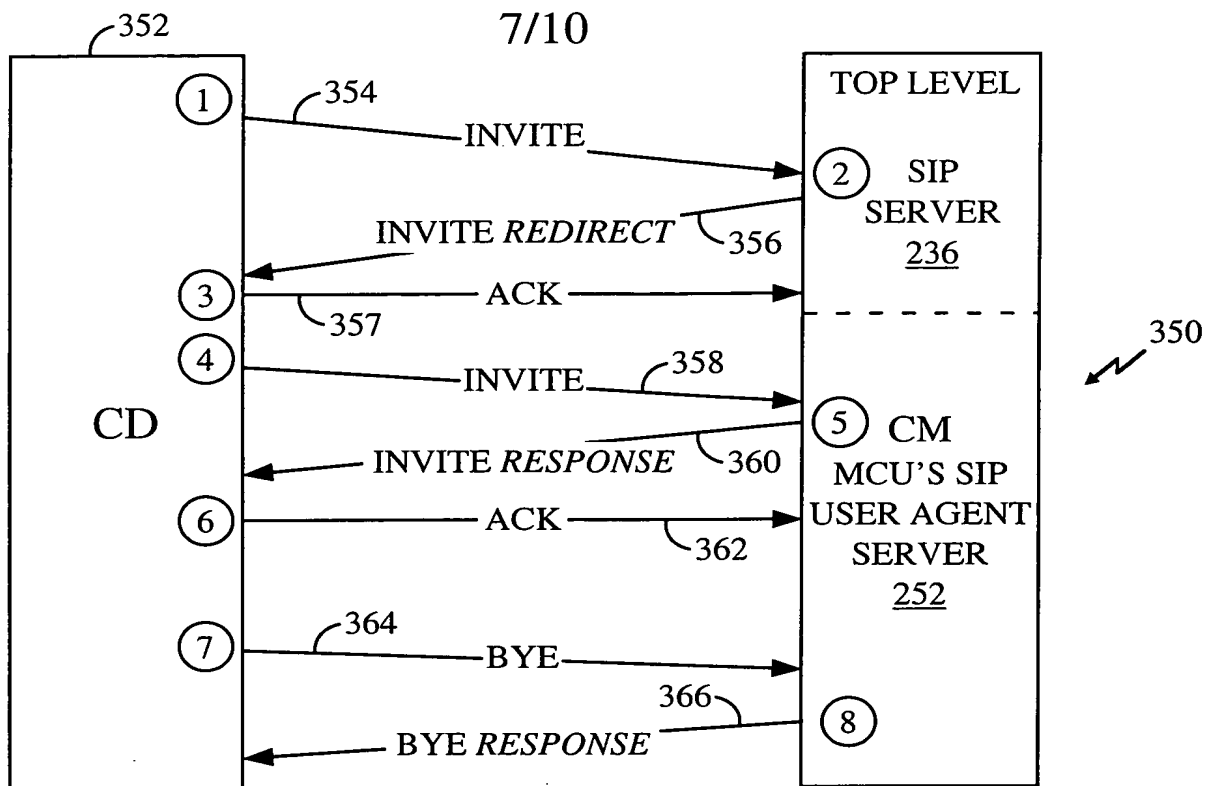 7/10
352
1
354
INVITE
TOP LEVEL
2
SIP
SERVER
236
INVITE REDIRECT
356
3
ACK
357
4
358
INVITE
350
CD
5
CM
MCU'S SIP
USER AGENT
SERVER
252
INVITE RESPONSE
360
6
ACK
362
7
364
BYE
366
8
BYE RESPONSE